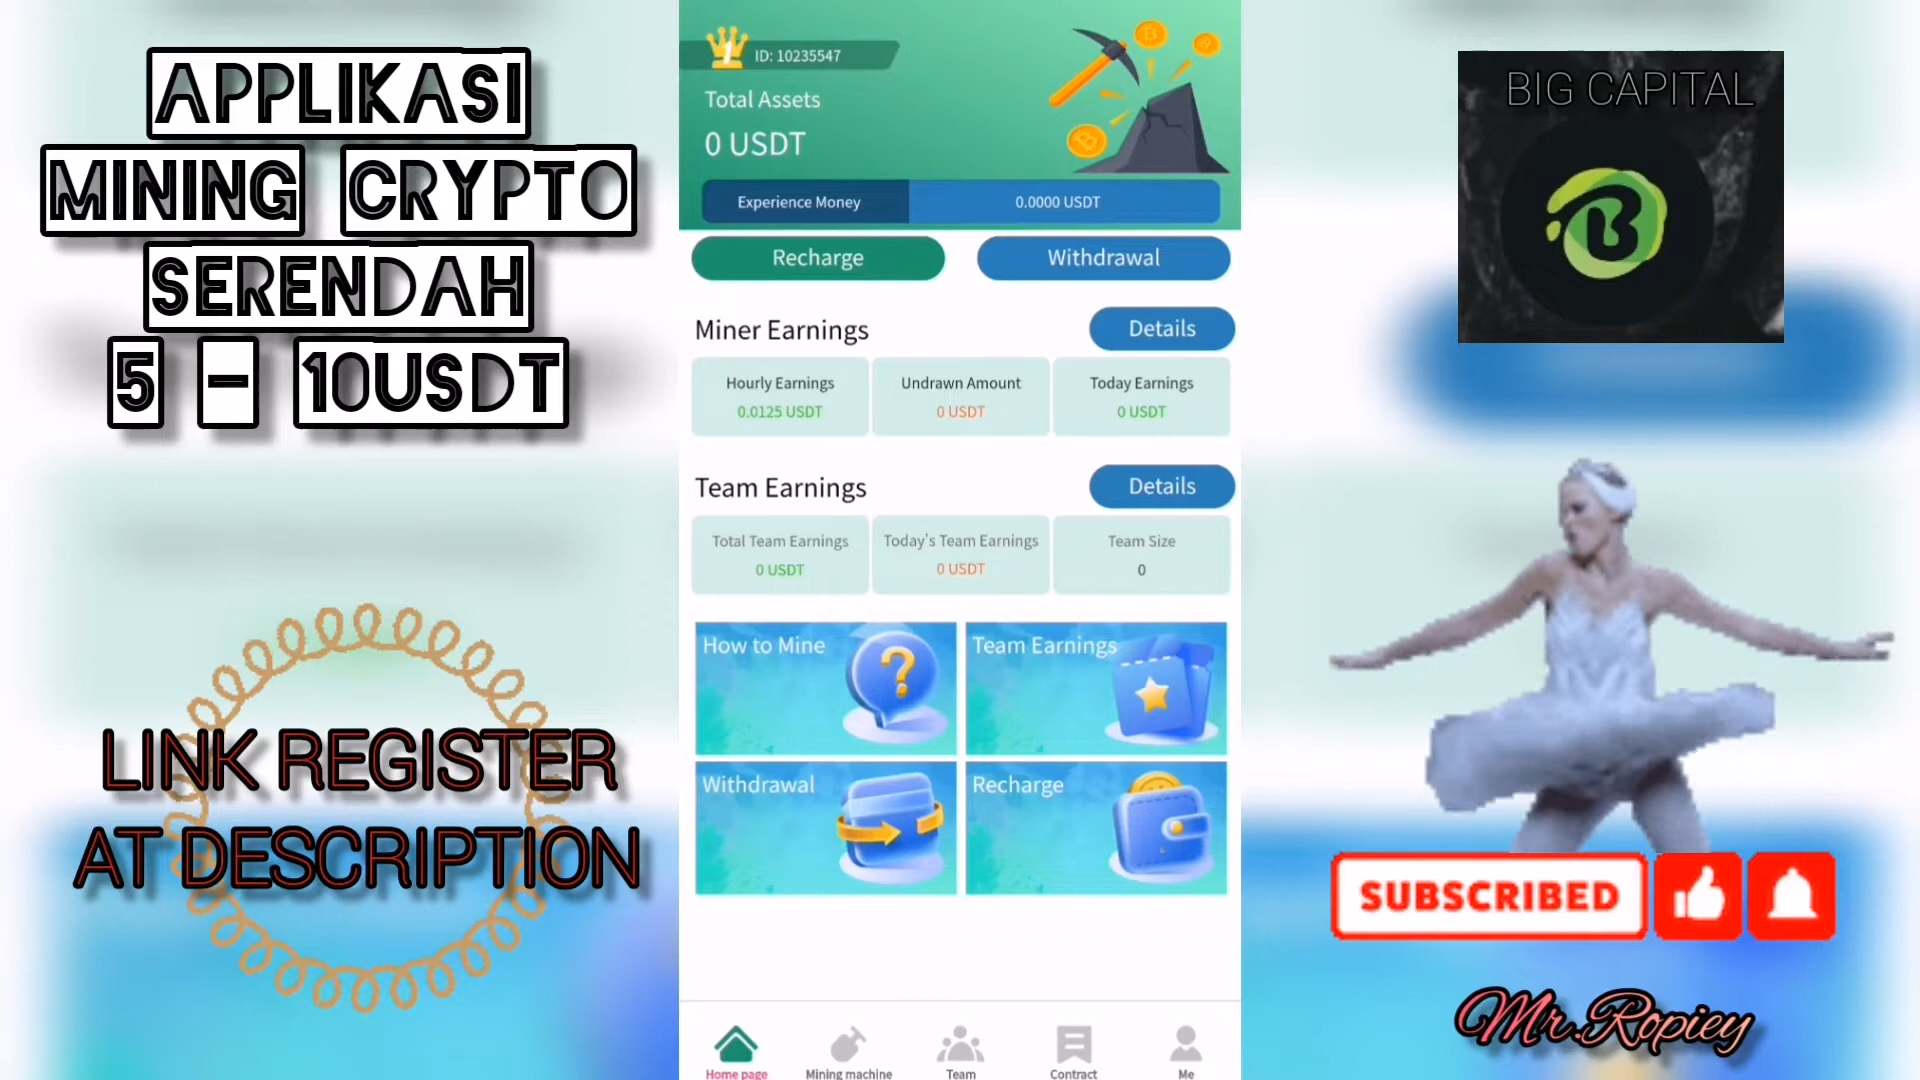 APPLIKASI
MINING CRYPTO
SERENDAH
5 - 10USDT
LINK REGISTER
AT DESCRIPTION
1
ID: 10235547
Total Assets
0 USDT
Experience Money
0.0000 USDT
Recharge
Withdrawal
Miner Earnings
Details
Hourly Earnings
0.0125 USDT
Undrawn Amount
0 USDT
Today Earnings
0 USDT
Team Earnings
Details
Total Team Earnings
0 USDT
Today's Team Earnings
0 USDT
Team Size
0
How to Mine
Team Earnings
Withdrawal
Recharge
Home page
Mining machine
Team
Contract
Me
BIG CAPITAL
B
SUBSCRIBED
Mr.Ropiey